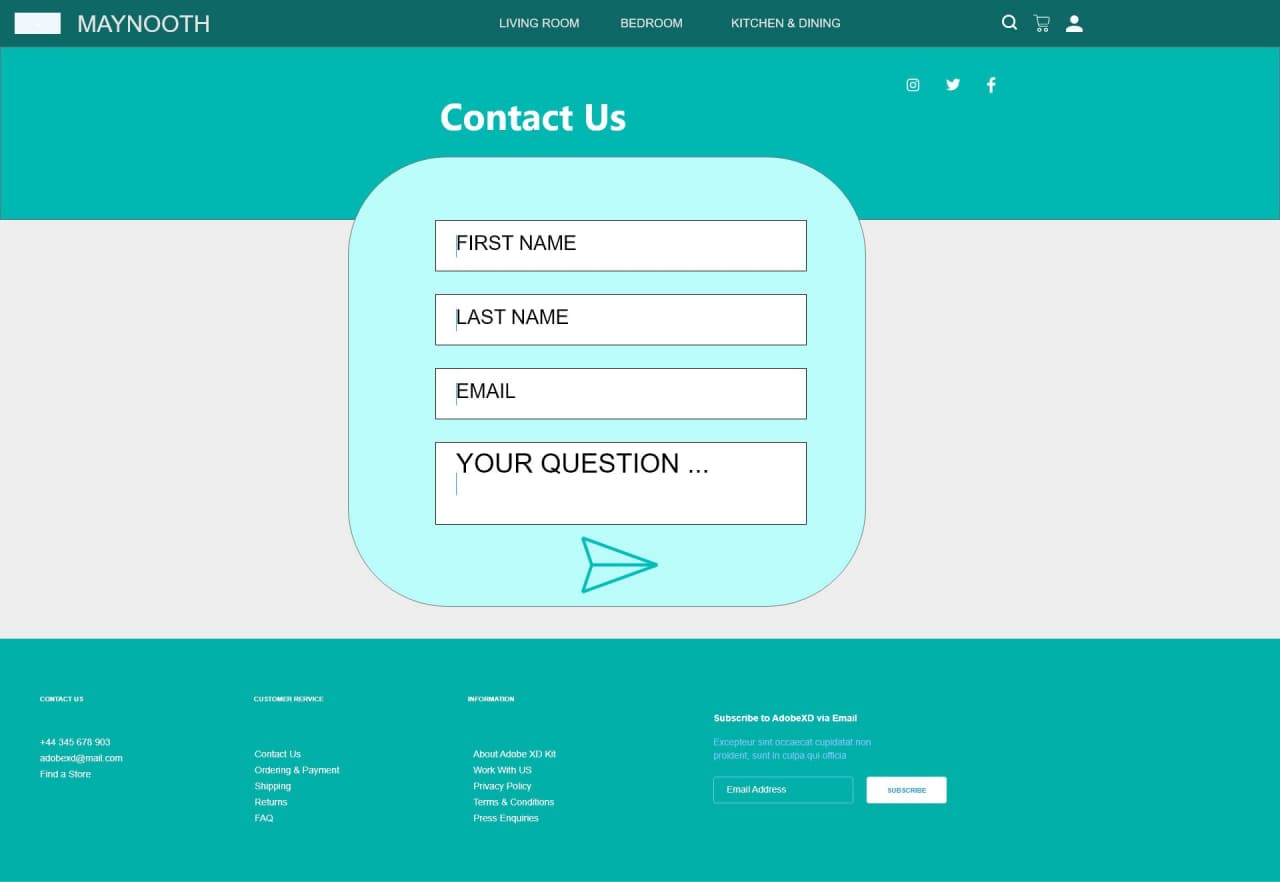 MAYNOOTH
LIVING ROOM
BEDROOM
KITCHEN & DINING
Contact Us
FIRST NAME
LAST NAME
EMAIL
YOUR QUESTION ...
CONTACT US
+44 345 678 903
adobexd@mail.com
Find a Store
CUSTOMER RERVICE
Contact Us
Ordering & Payment
Shipping
Returns
FAQ
INFORMATION
About Adobe XD Kit
Work With US
Privacy Policy
Terms & Conditions
Press Enquiries
Subscribe to AdobeXD via Email
Excepteur sint occaecat cupidatat non
proident, sunt in culpa qui officia
Email Address
SUBSCRIBE